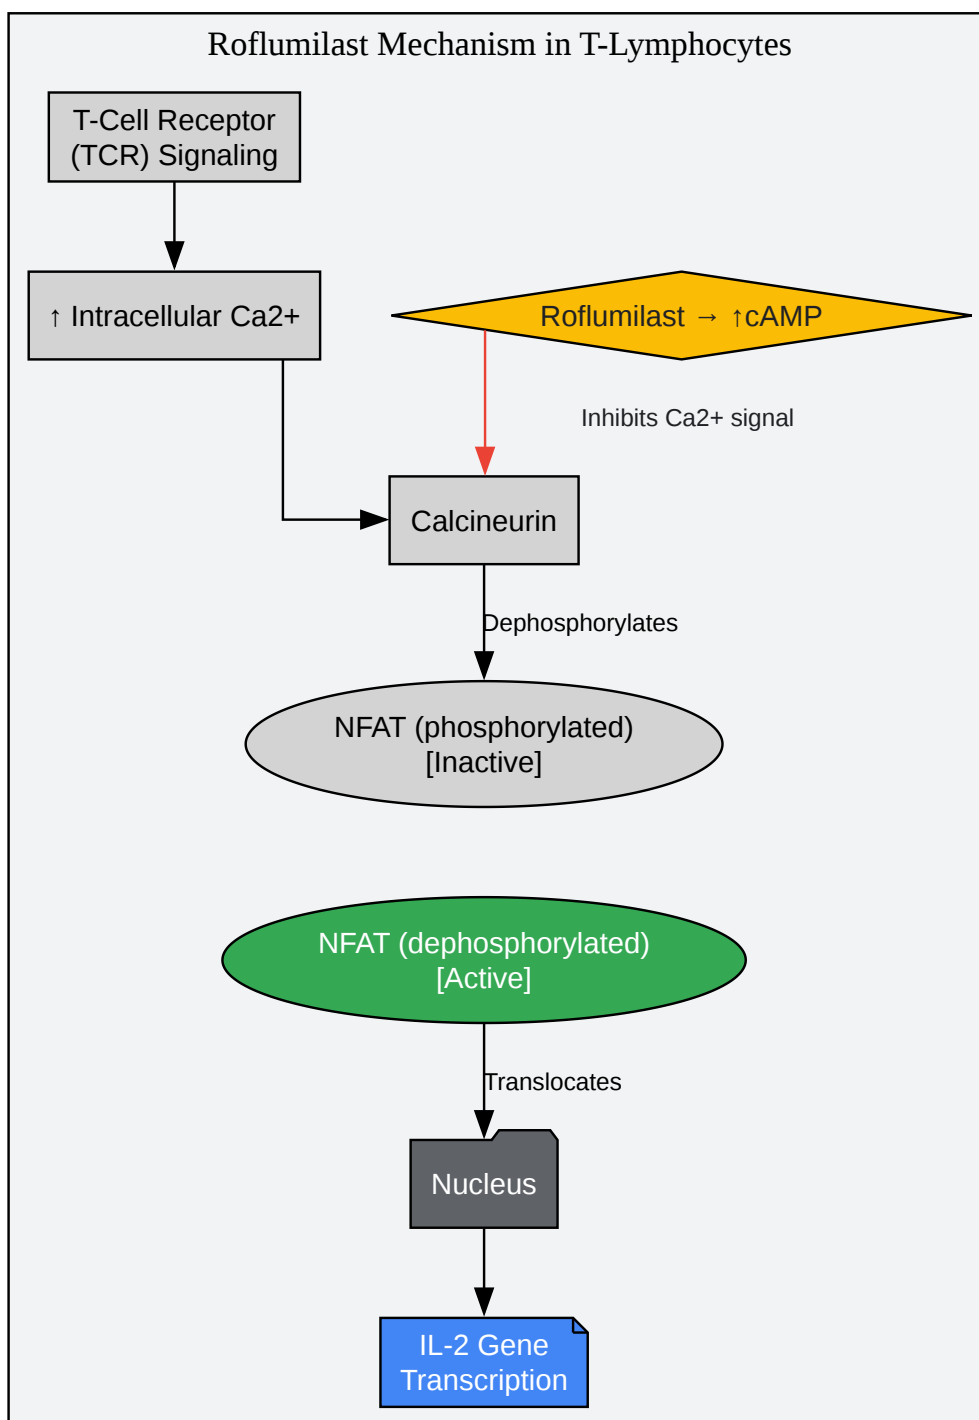 Roflumilast Mechanism in T-Lymphocytes
T-Cell Receptor
(TCR) Signaling
↑ Intracellular Ca2+
Roflumilast → ↑cAMP
Inhibits Ca2+ signal
Calcineurin
Dephosphorylates
NFAT (phosphorylated)
[Inactive]
NFAT (dephosphorylated)
[Active]
Translocates
Nucleus
IL-2 Gene
Transcription